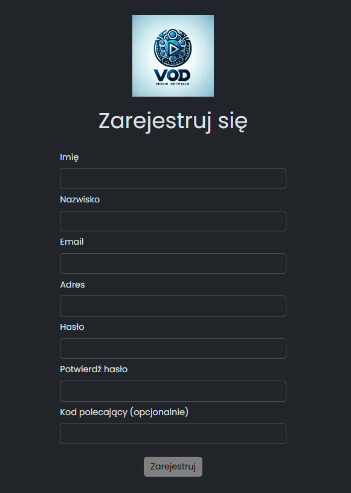 VOD
Zarejestruj się
Imię
Nazwisko
Email
Adres
Hasło
Potwierdź hasło
Kod polecający (opcjonalnie)
Zarejestruj